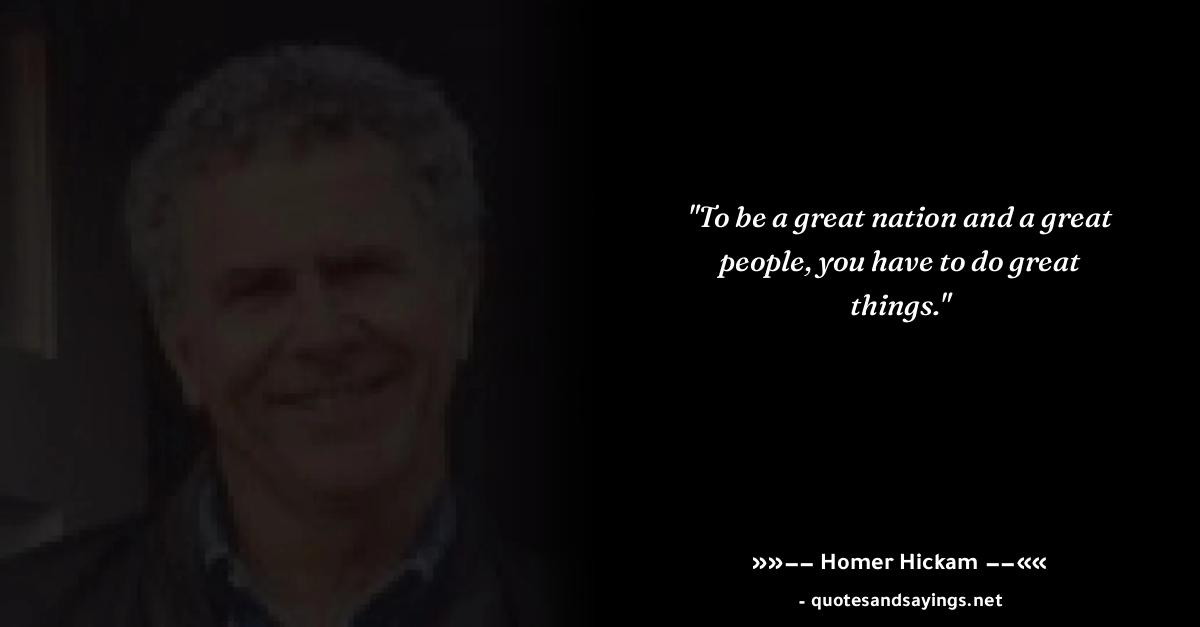 "To be a great nation and a great
people, you have to do great
things."
»»–– Homer Hickam ––««
- quotesandsayings.net